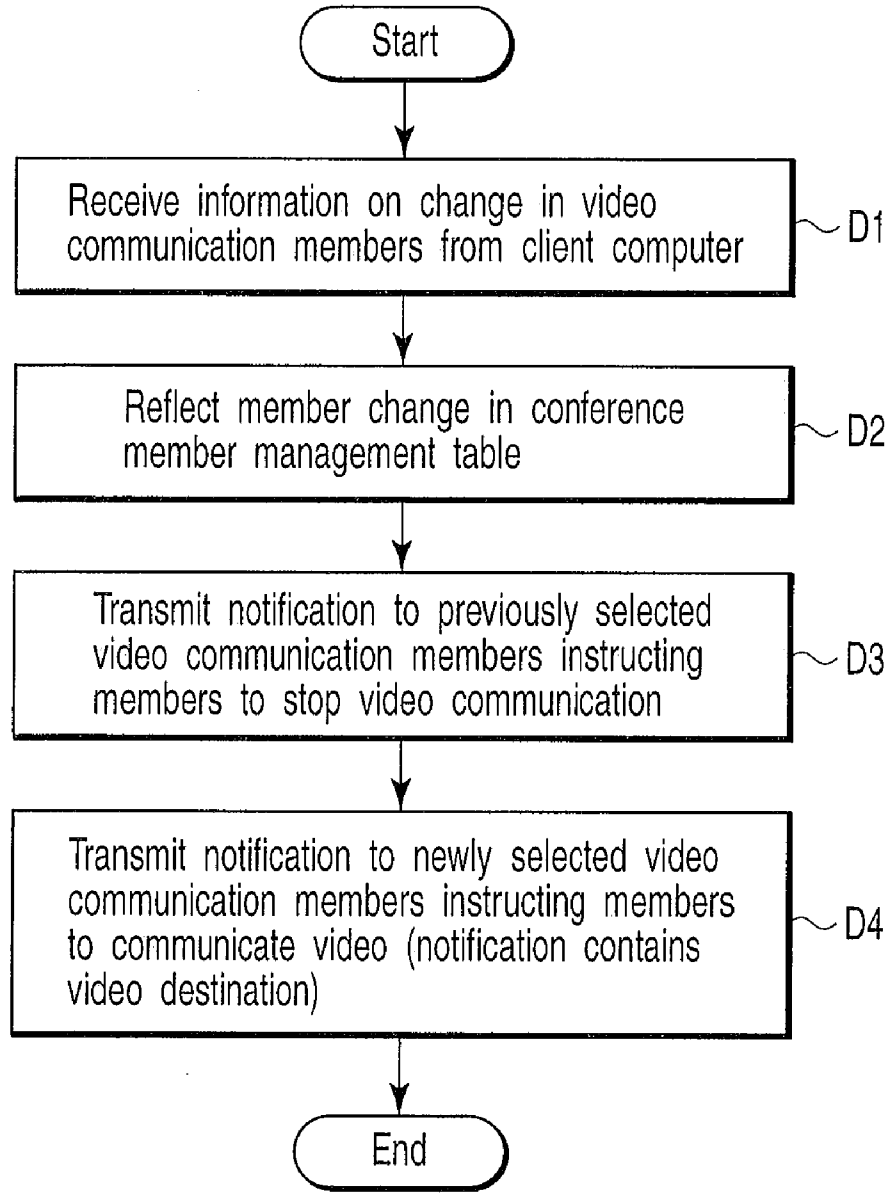 Start
Receive information on change in video
communication members from client computer
D1
Reflect member change in conference
member management table
D2
Transmit notification to previously selected
video communication members instructing
members to stop video communication
D3
Transmit notification to newly selected video
communication members instructing members
to communicate video (notification contains
video destination)
D4
End